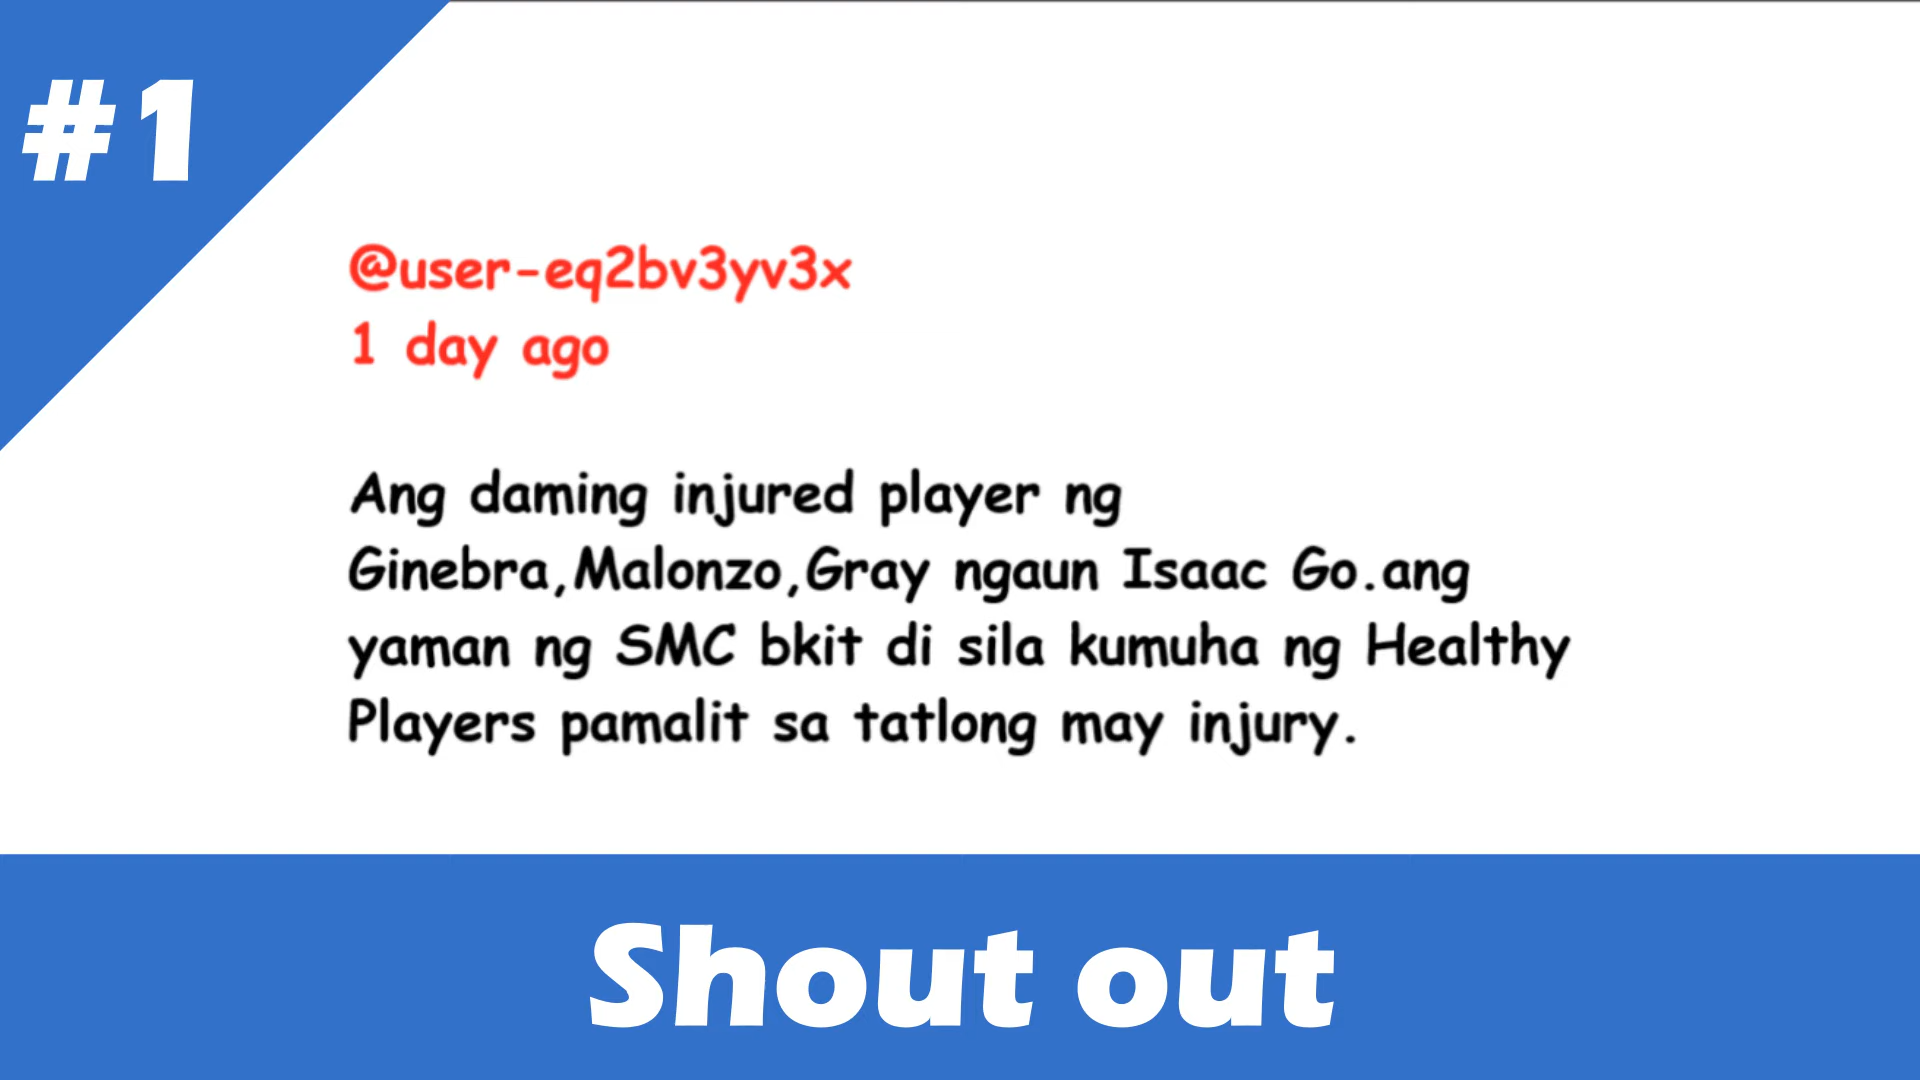 #1
@user-eq2bv3yv3x
1 day ago
Ang daming injured player ng
Ginebra,Malonzo,Gray ngaun Isaac Go.ang
yaman ng SMC bkit di sila kumuha ng Healthy
Players pamalit sa tatlong may injury.
Shout out